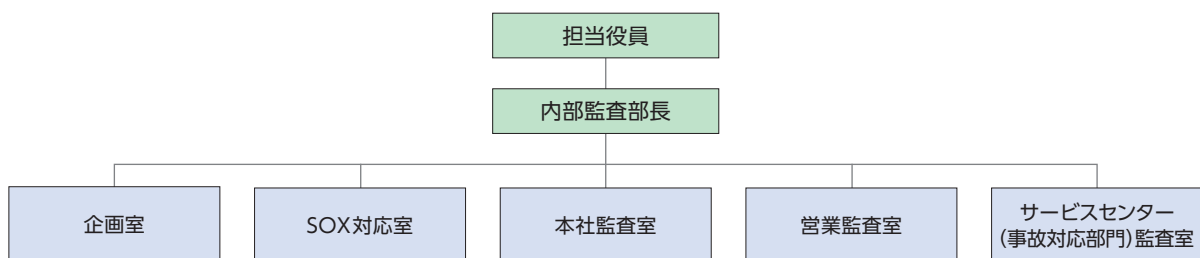 担当役員
内部監査部長
企画室
SOX対応室
本社監査室
営業監査室
サービスセンター
(事故対応部門)監査室